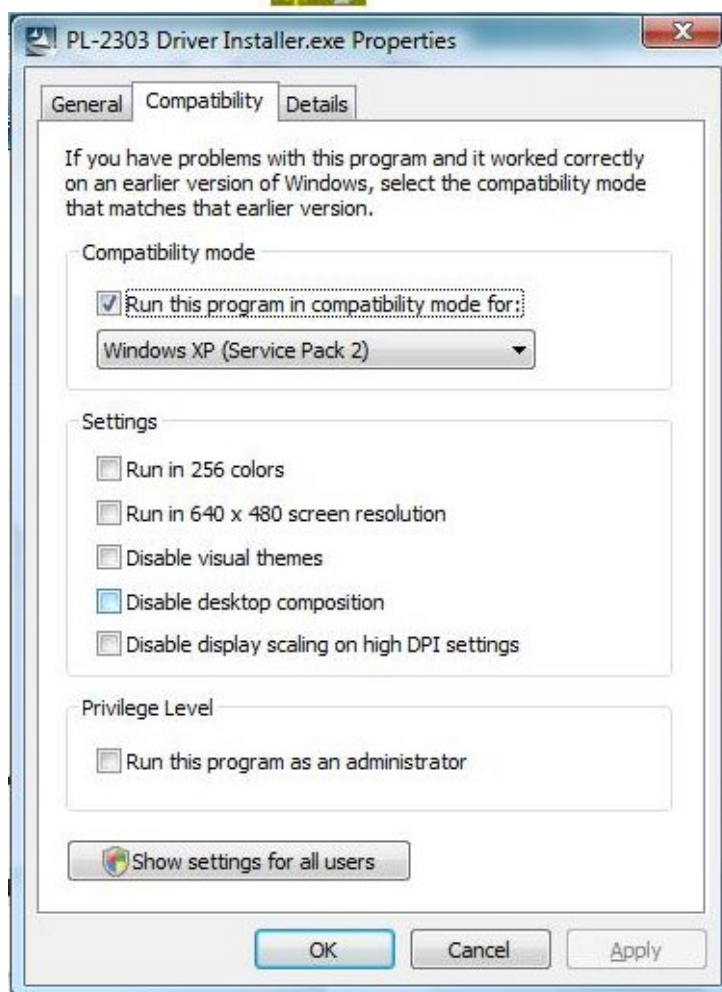 PL-2303 Driver Installer.exe Properties
General Compatibility Details
If you have problems with this program and it worked correctly
on an earlier version of Windows, select the compatibility mode
that matches that earlier version.
Compatibility mode
Run this program in compatibility mode for:
Windows XP (Service Pack 2)
Settings
Run in 256 colors
Run in 640 x 480 screen resolution
Disable visual themes
Disable desktop composition
Disable display scaling on high DPI settings
Privilege Level
Run this program as an administrator
Show settings for all users
OK Cancel Apply